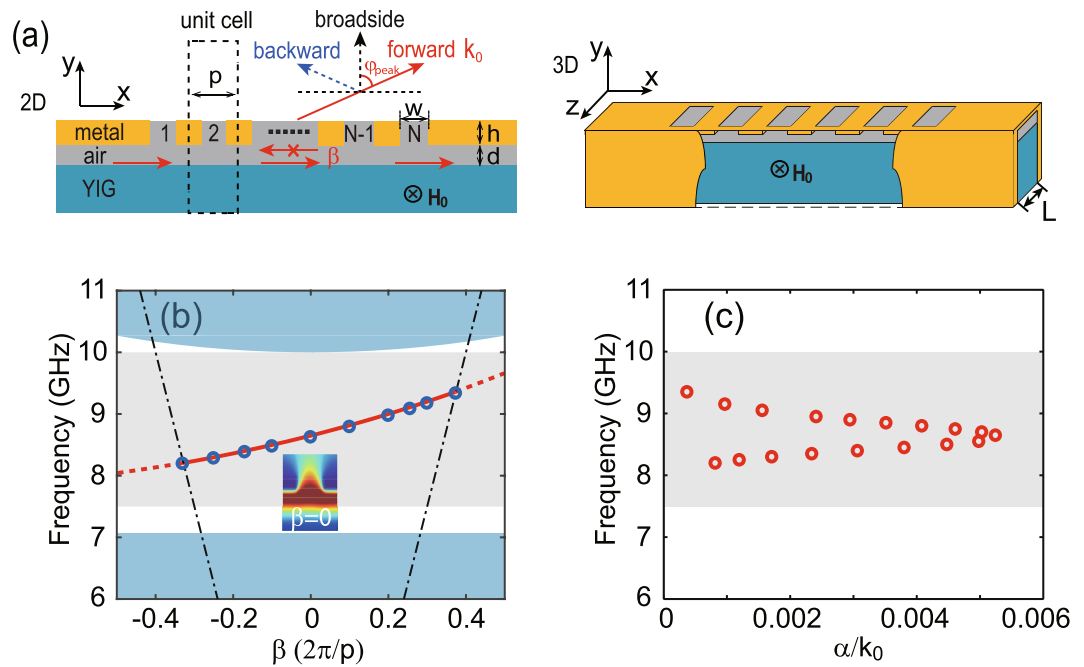 (a)
unit cell
broadside
backward
forward k₀
φpeak
y
x
2D
p
w
metal
1
2
N-1
N
h
air
β
d
YIG
H₀
3D
y
x
z
H₀
L
(b)
Frequency (GHz)
11
10
9
8
7
6
β=0
-0.4
-0.2
0
0.2
0.4
β (2π/p)
(c)
Frequency (GHz)
11
10
9
8
7
6
0
0.002
0.004
0.006
α/k₀